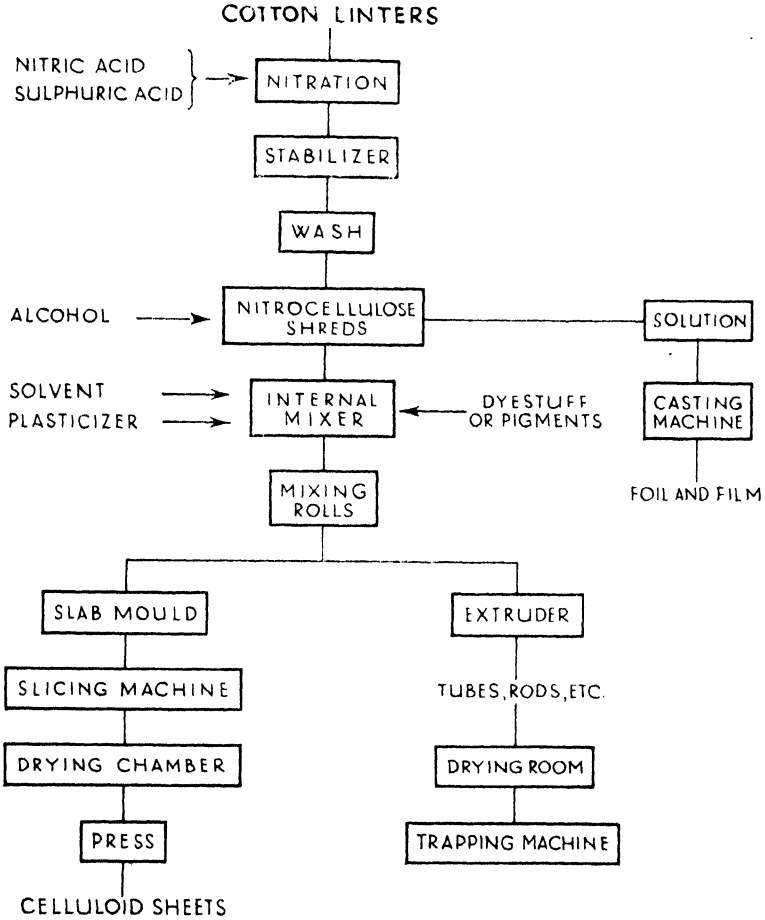 COTTON LINTERS
NITRIC ACID
SULPHURIC ACID
NITRATION
STABILIZER
WASH
ALCOHOL
NITROCELLULOSE
SHREDS
SOLUTION
SOLVENT
PLASTICIZER
INTERNAL
MIXER
DYESTUFF
OR PIGMENTS
CASTING
MACHINE
MIXING
ROLLS
FOIL AND FILM
SLAB MOULD
EXTRUDER
SLICING MACHINE
TUBES, RODS, ETC.
DRYING CHAMBER
DRYING ROOM
PRESS
TRAPPING MACHINE
CELLULOID SHEETS